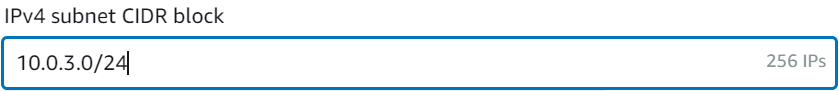 IPv4 subnet CIDR block
10.0.3.0/24 256 IPs